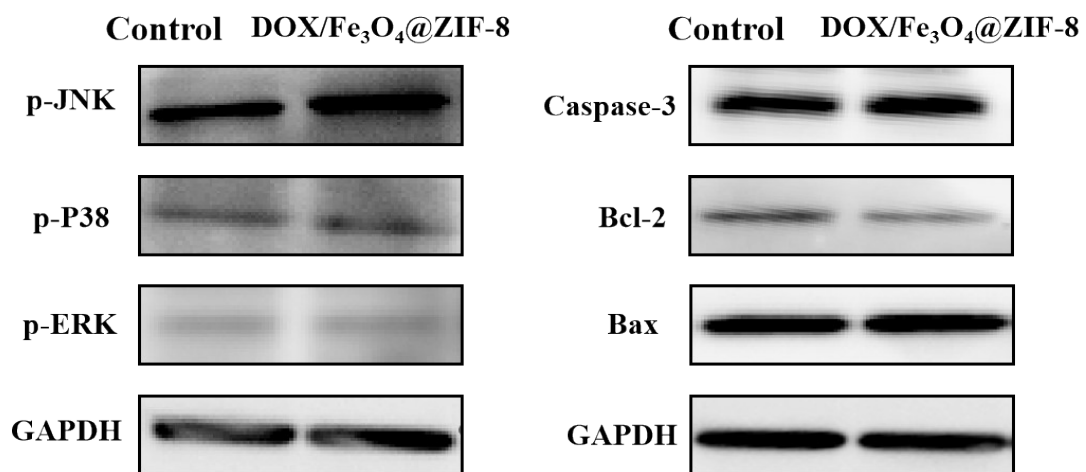 Control DOX/Fe₃O₄@ZIF-8
p-JNK
p-P38
p-ERK
GAPDH
Control DOX/Fe₃O₄@ZIF-8
Caspase-3
Bcl-2
Bax
GAPDH